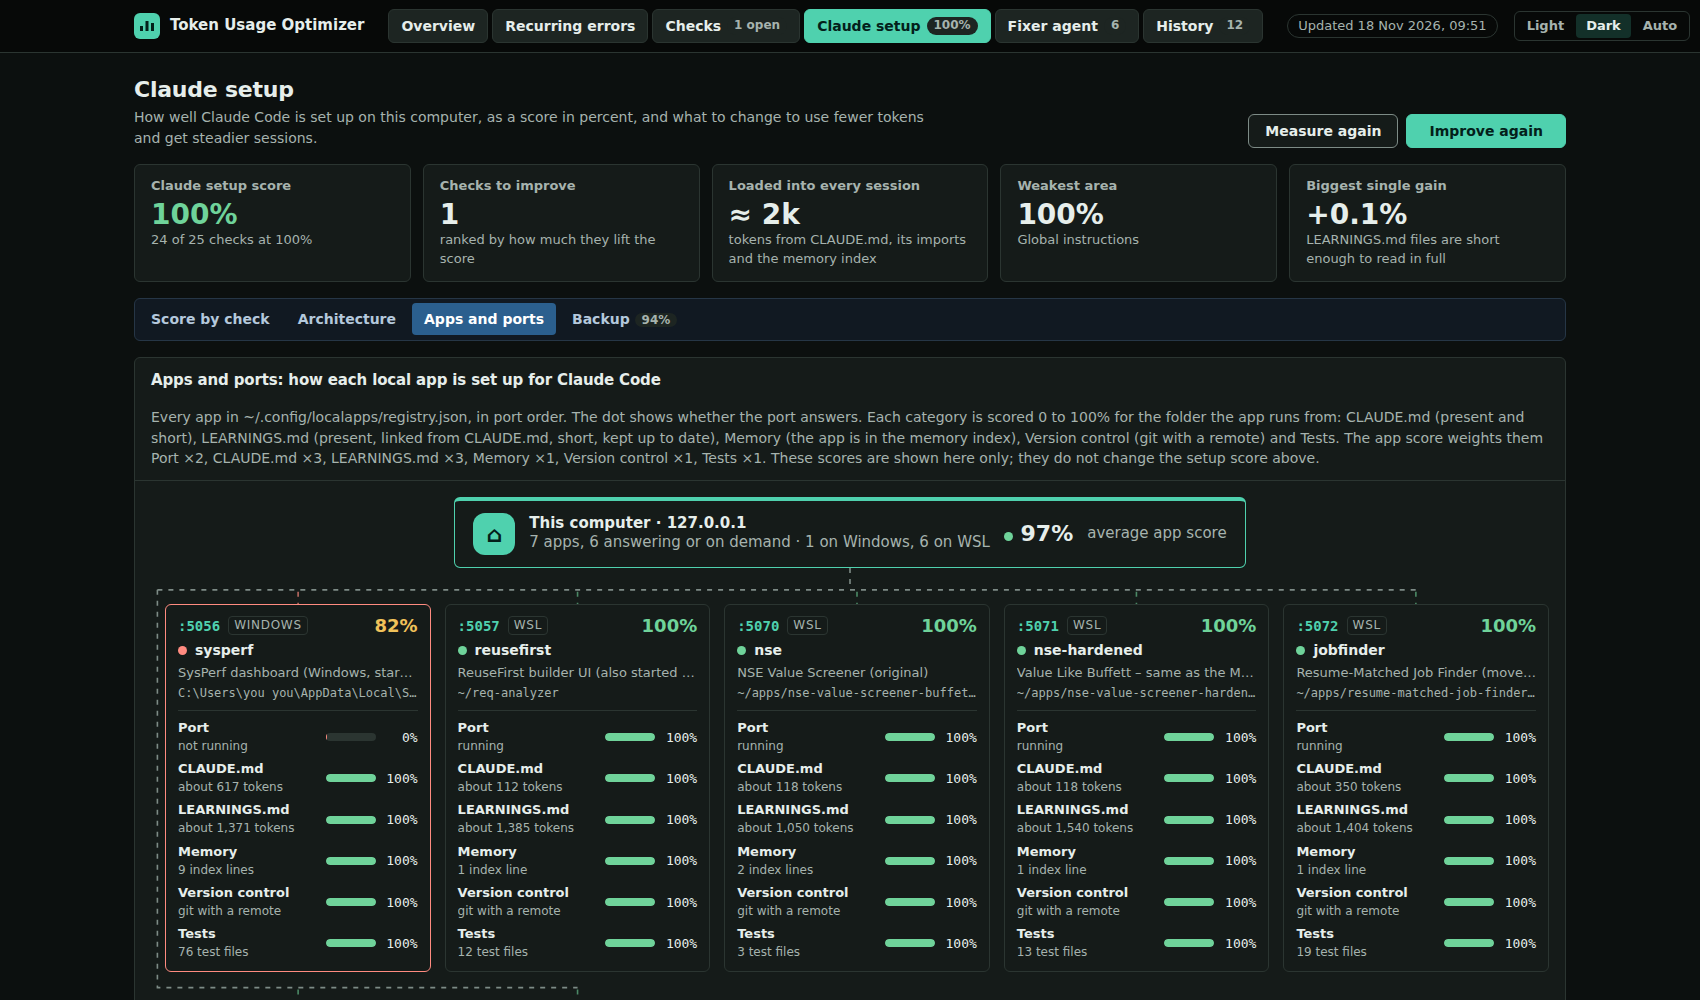 Token Usage Optimizer
Overview
Recurring errors
Checks 1 open
Claude setup 100%
Fixer agent 6
History 12
Updated 18 Nov 2026, 09:51
Light
Dark
Auto
Claude setup
How well Claude Code is set up on this computer, as a score in percent, and what to change to use fewer tokens
and get steadier sessions.
Measure again
Improve again
Claude setup score
100%
24 of 25 checks at 100%
Checks to improve
1
ranked by how much they lift the
score
Loaded into every session
≈ 2k
tokens from CLAUDE.md, its imports
and the memory index
Weakest area
100%
Global instructions
Biggest single gain
+0.1%
LEARNINGS.md files are short
enough to read in full
Score by check
Architecture
Apps and ports
Backup 94%
Apps and ports: how each local app is set up for Claude Code
Every app in ~/.config/localapps/registry.json, in port order. The dot shows whether the port answers. Each category is scored 0 to 100% for the folder the app runs from: CLAUDE.md (present and
short), LEARNINGS.md (present, linked from CLAUDE.md, short, kept up to date), Memory (the app is in the memory index), Version control (git with a remote) and Tests. The app score weights them
Port ×2, CLAUDE.md ×3, LEARNINGS.md ×3, Memory ×1, Version control ×1, Tests ×1. These scores are shown here only; they do not change the setup score above.
This computer · 127.0.0.1
7 apps, 6 answering or on demand · 1 on Windows, 6 on WSL
97% average app score
:5056 WINDOWS 82%
sysperf
SysPerf dashboard (Windows, star…
C:\Users\you you\AppData\Local\S…
Port
not running
0%
CLAUDE.md
about 617 tokens
100%
LEARNINGS.md
about 1,371 tokens
100%
Memory
9 index lines
100%
Version control
git with a remote
100%
Tests
76 test files
100%
:5057 WSL 100%
reusefirst
ReuseFirst builder UI (also started …
~/req-analyzer
Port
running
100%
CLAUDE.md
about 112 tokens
100%
LEARNINGS.md
about 1,385 tokens
100%
Memory
1 index line
100%
Version control
git with a remote
100%
Tests
12 test files
100%
:5070 WSL 100%
nse
NSE Value Screener (original)
~/apps/nse-value-screener-buffet…
Port
running
100%
CLAUDE.md
about 118 tokens
100%
LEARNINGS.md
about 1,050 tokens
100%
Memory
2 index lines
100%
Version control
git with a remote
100%
Tests
3 test files
100%
:5071 WSL 100%
nse-hardened
Value Like Buffett – same as the M…
~/apps/nse-value-screener-harden…
Port
running
100%
CLAUDE.md
about 118 tokens
100%
LEARNINGS.md
about 1,540 tokens
100%
Memory
1 index line
100%
Version control
git with a remote
100%
Tests
13 test files
100%
:5072 WSL 100%
jobfinder
Resume-Matched Job Finder (move…
~/apps/resume-matched-job-finder…
Port
running
100%
CLAUDE.md
about 350 tokens
100%
LEARNINGS.md
about 1,404 tokens
100%
Memory
1 index line
100%
Version control
git with a remote
100%
Tests
19 test files
100%